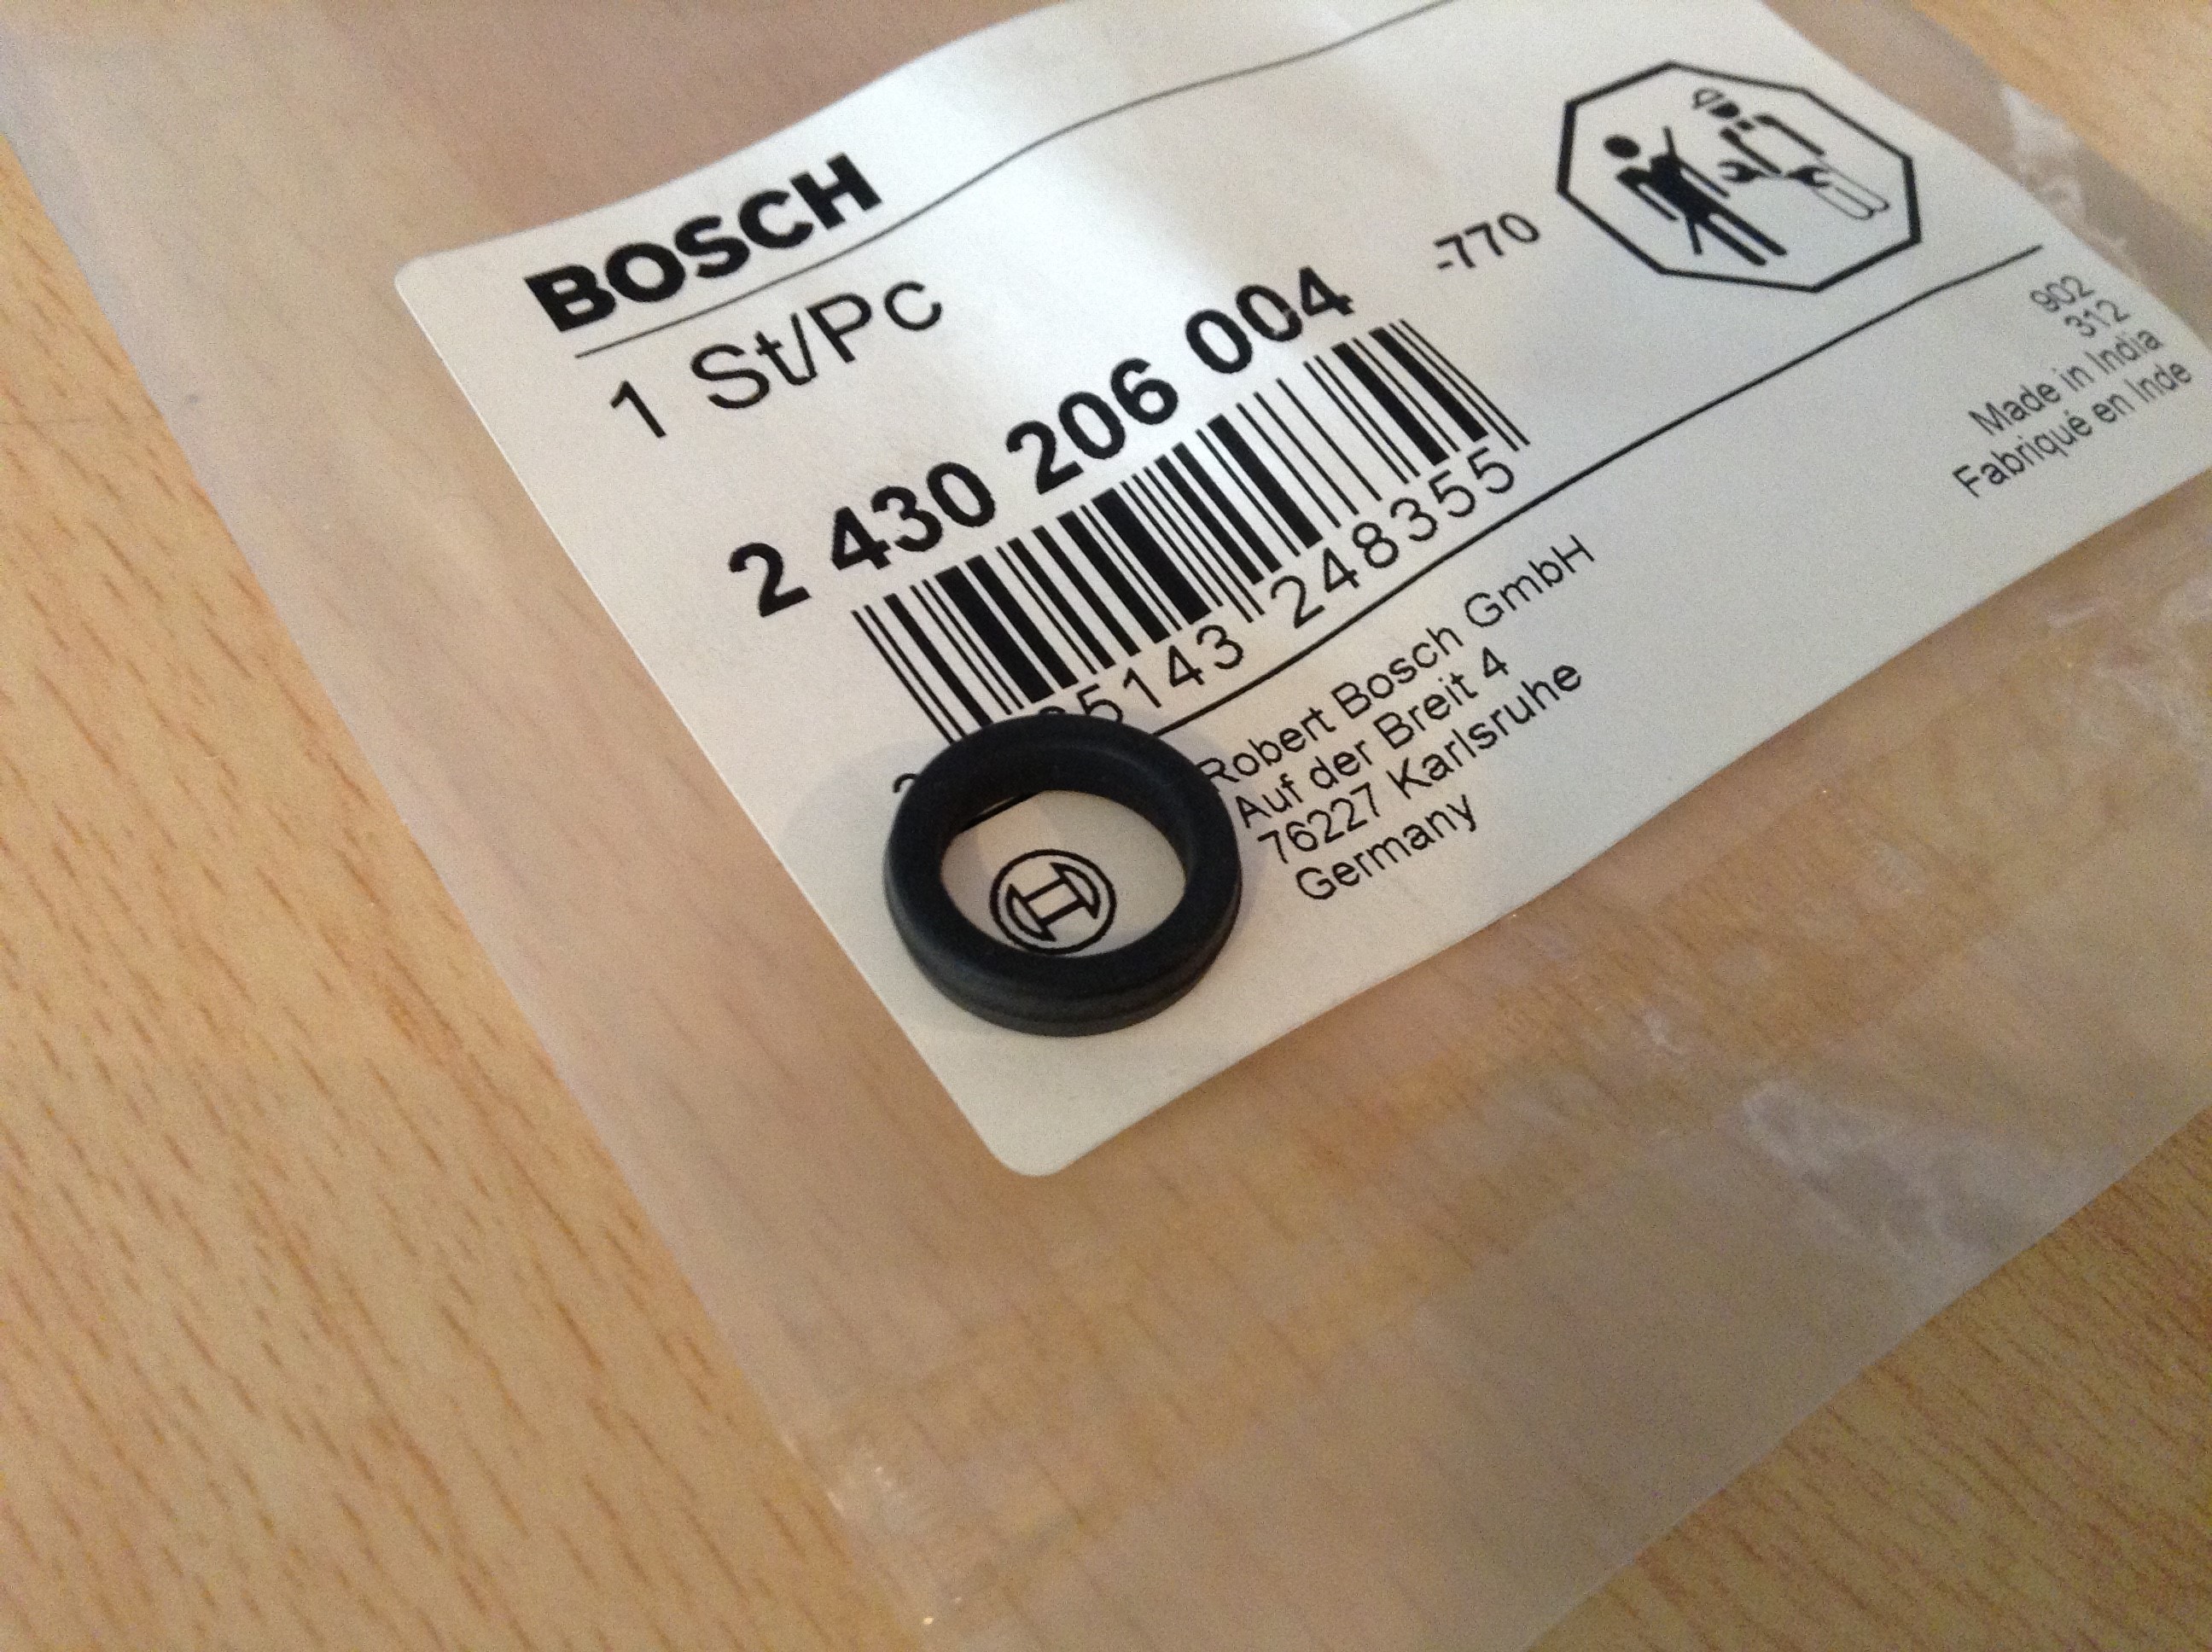 BOSCH
1 St/Pc
2 430 206 004
-770
5143 248355
902
312
Made in India
Fabriqué en Inde
Robert Bosch GmbH
Auf der Breit 4
76227 Karlsruhe
Germany